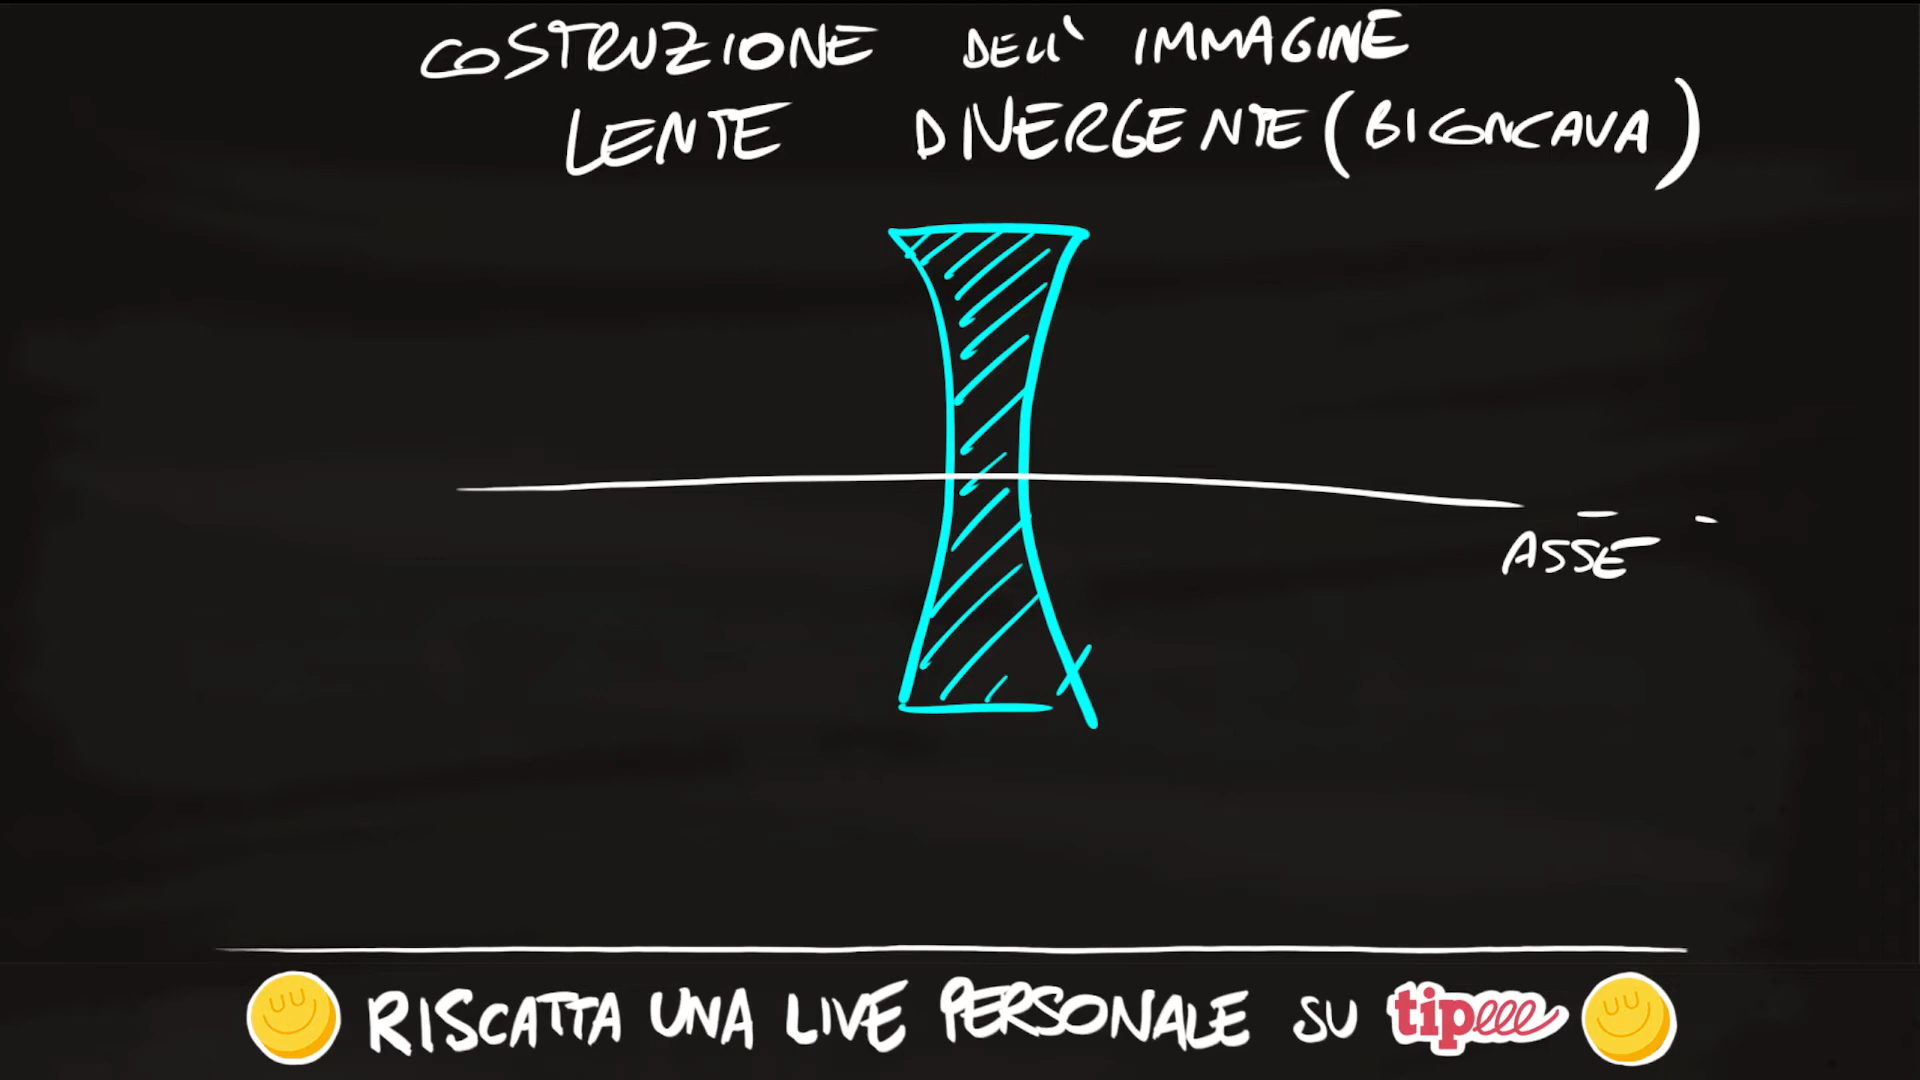 COSTRUZIONE DELL' IMMAGINE
LENTE DIVERGENTE (BICONCAVA)
ASSE
RISCATTA UNA LIVE PERSONALE SU tipeee